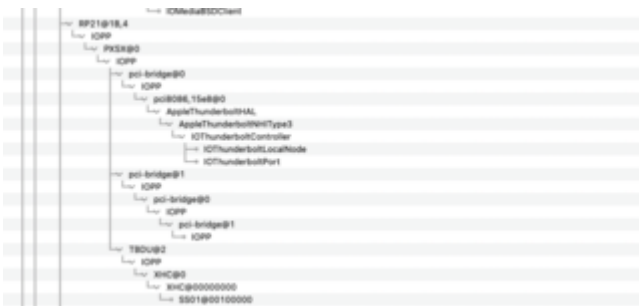 IOMediaBSDClient
RP21@1B,4
IOPP
PXSX@0
IOPP
pci-bridge@0
IOPP
pci8086,15e8@0
AppleThunderboltHAL
AppleThunderboltNHIType3
IOThunderboltController
IOThunderboltLocalNode
IOThunderboltPort
pci-bridge@1
IOPP
pci-bridge@0
IOPP
pci-bridge@1
IOPP
TBDU@2
IOPP
XHC@0
XHC@00000000
SS01@00100000